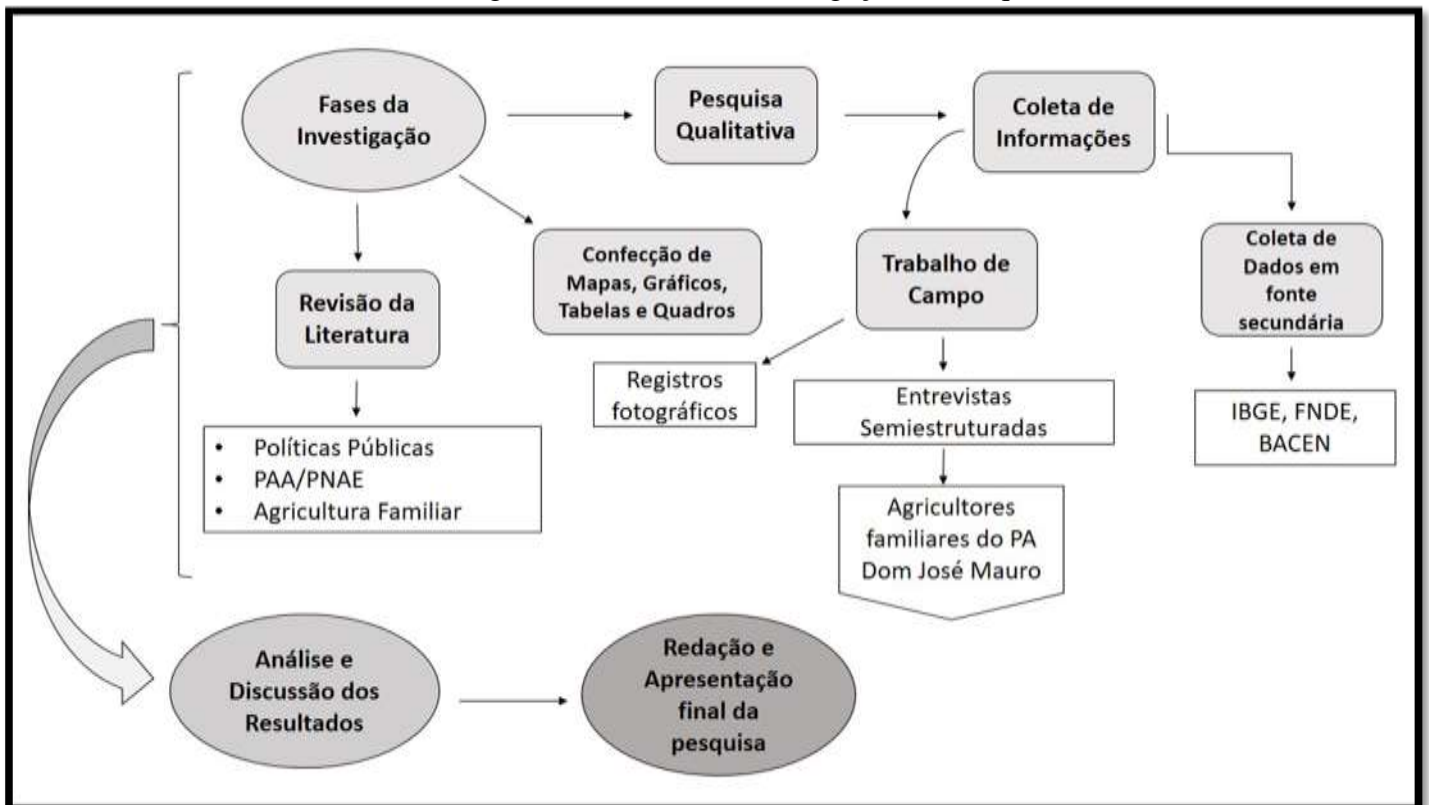 Fases da
Investigação
Pesquisa
Qualitativa
Coleta de
Informações
Revisão da
Literatura
Confecção de
Mapas, Gráficos,
Tabelas e Quadros
Trabalho de
Campo
Coleta de
Dados em
fonte
secundária
Registros
fotográficos
Entrevistas
Semiestruturadas
IBGE, FNDE,
BACEN
• Políticas Públicas
• PAA/PNAE
• Agricultura Familiar
Agricultores
familiares do PA
Dom José Mauro
Análise e
Discussão dos
Resultados
Redação e
Apresentação
final da
pesquisa